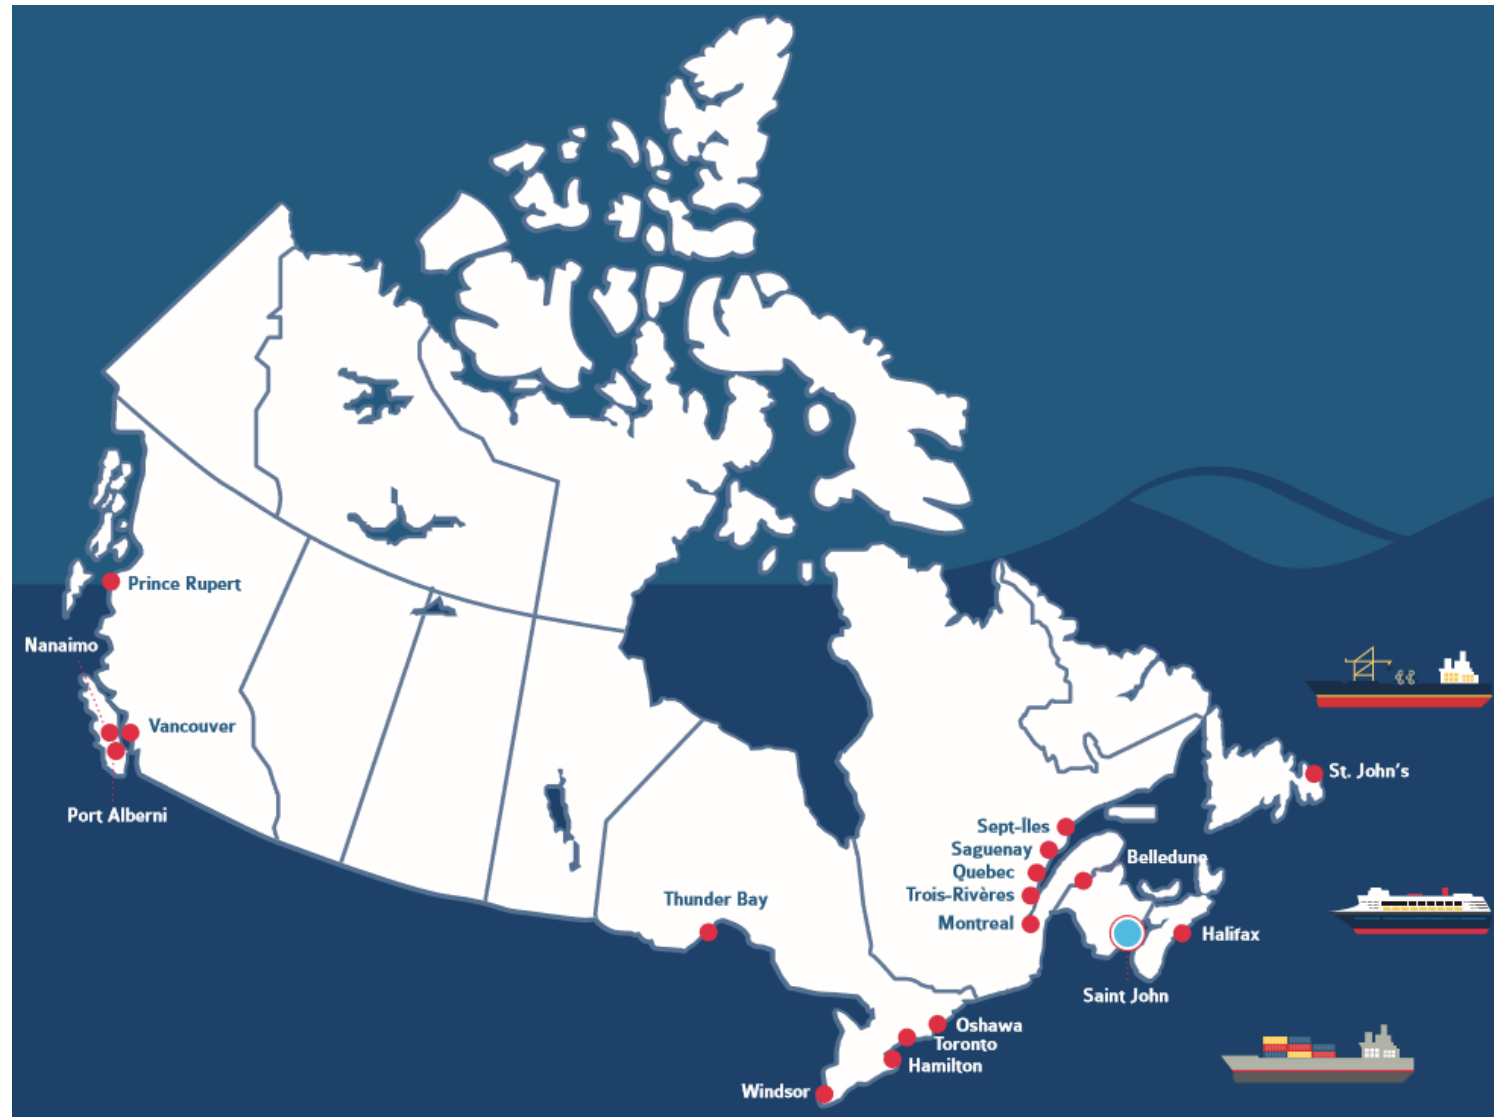 Prince Rupert
Nanaimo
Vancouver
St. John's
Port Alberni
Sept-Îles
Saguenay
Belledune
Quebec
Trois-Rivières
Thunder Bay
Montreal
Halifax
Saint John
Oshawa
Toronto
Hamilton
Windsor